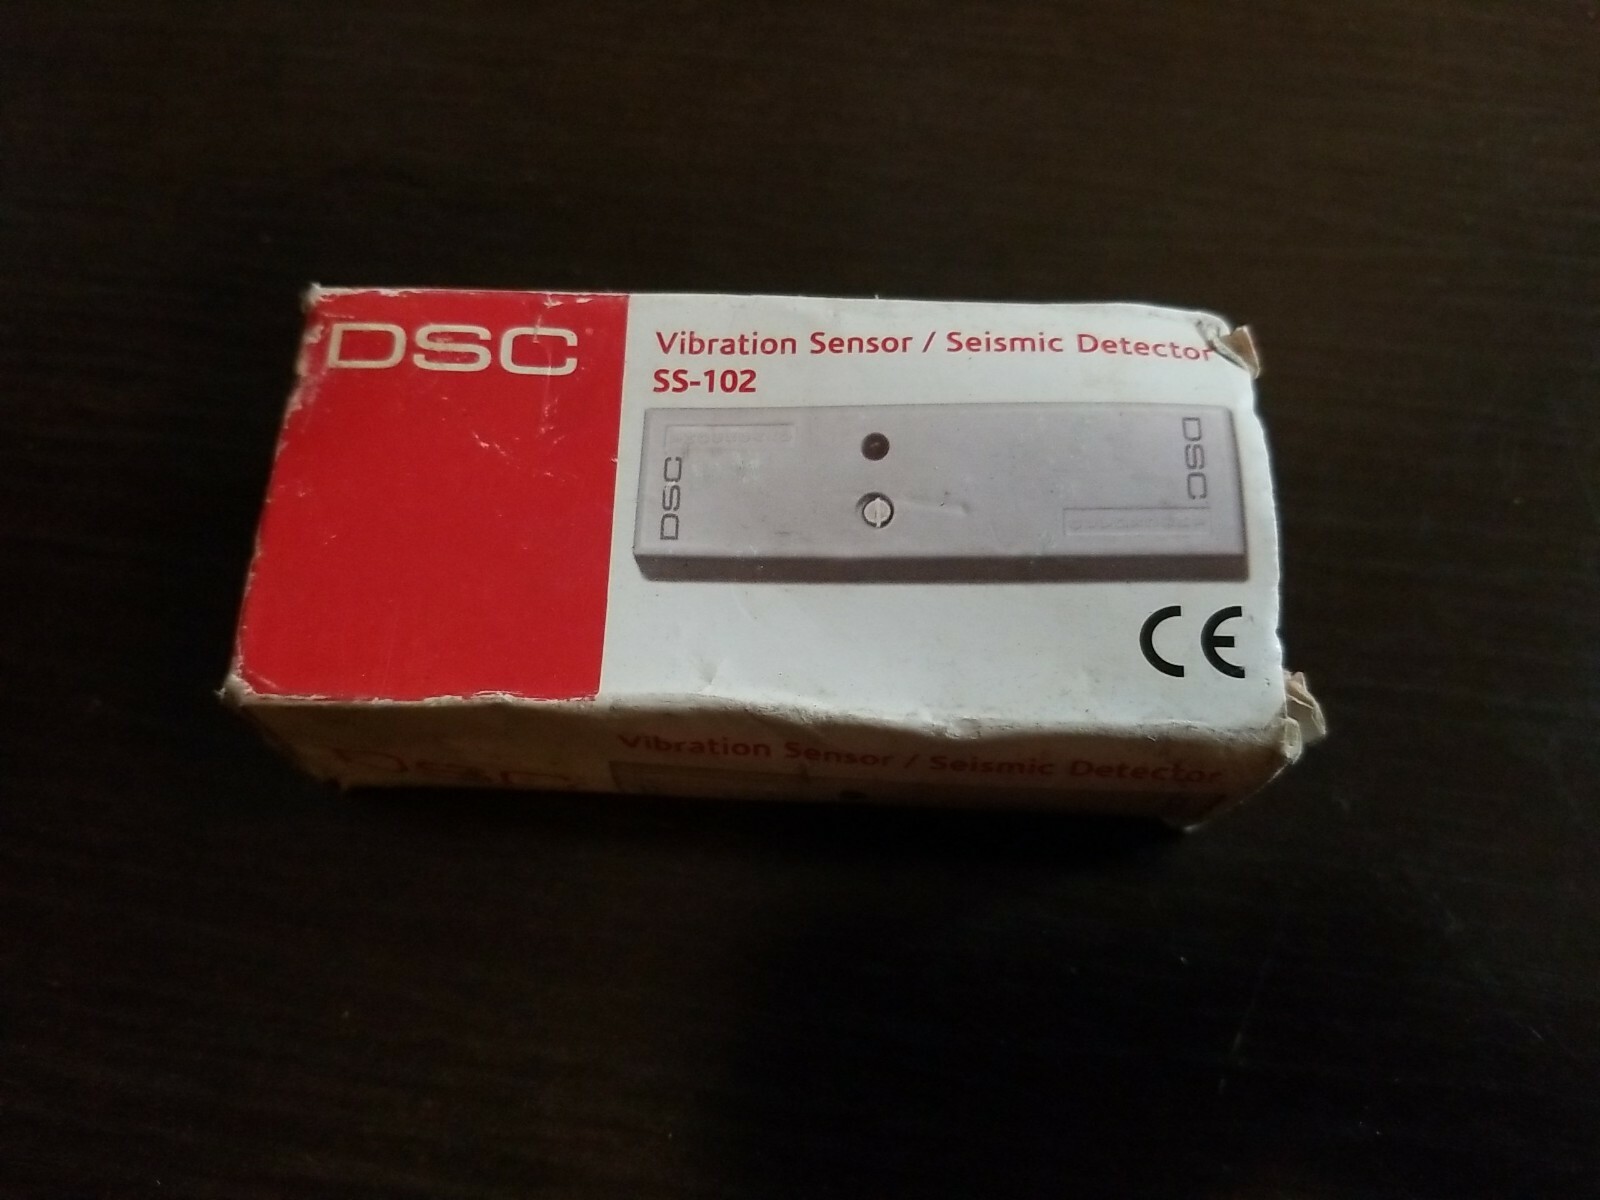 DSC
Vibration Sensor / Seismic Detector
SS-102
DSC
DSC
CE
Vibration Sensor / Seismic Detector